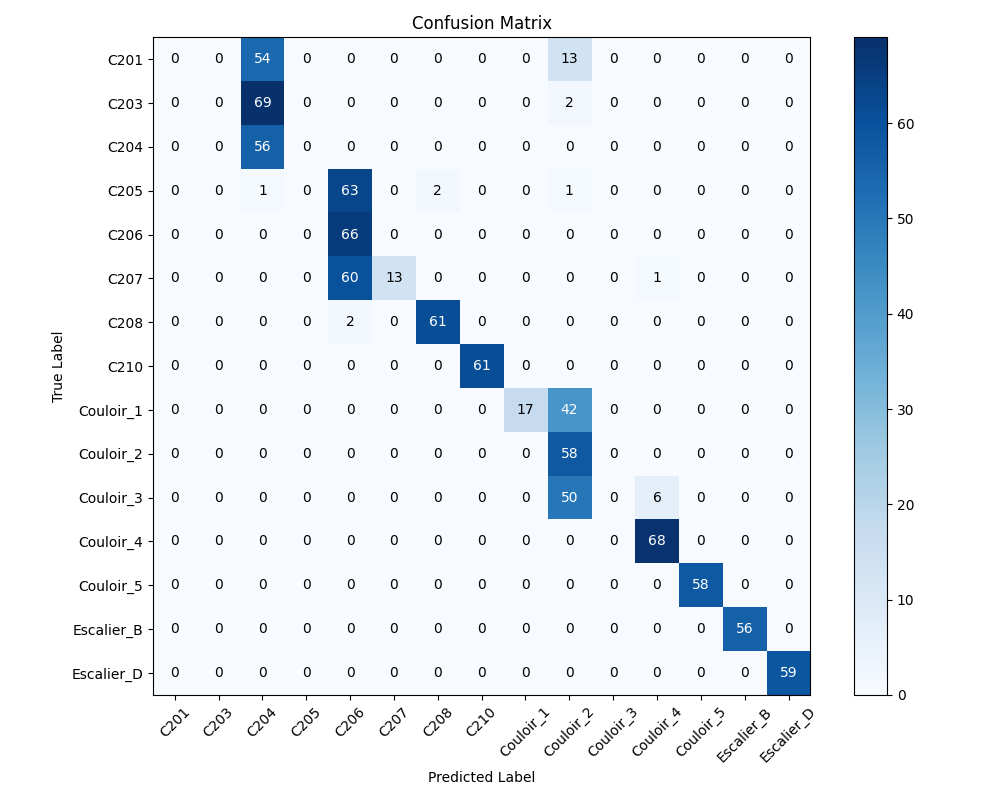 Confusion Matrix
True Label
C201 0 0 54 0 0 0 0 0 0 13 0 0 0 0 0
C203 0 0 69 0 0 0 0 0 0 2 0 0 0 0 0
C204 0 0 56 0 0 0 0 0 0 0 0 0 0 0 0
C205 0 0 1 0 63 0 2 0 0 1 0 0 0 0 0
C206 0 0 0 0 66 0 0 0 0 0 0 0 0 0 0
C207 0 0 0 0 60 13 0 0 0 0 0 1 0 0 0
C208 0 0 0 0 2 0 61 0 0 0 0 0 0 0 0
C210 0 0 0 0 0 0 0 61 0 0 0 0 0 0 0
Couloir_1 0 0 0 0 0 0 0 0 17 42 0 0 0 0 0
Couloir_2 0 0 0 0 0 0 0 0 0 58 0 0 0 0 0
Couloir_3 0 0 0 0 0 0 0 0 0 50 0 6 0 0 0
Couloir_4 0 0 0 0 0 0 0 0 0 0 0 68 0 0 0
Couloir_5 0 0 0 0 0 0 0 0 0 0 0 0 58 0 0
Escalier_B 0 0 0 0 0 0 0 0 0 0 0 0 0 56 0
Escalier_D 0 0 0 0 0 0 0 0 0 0 0 0 0 0 59
C201 C203 C204 C205 C206 C207 C208 C210 Couloir_1 Couloir_2 Couloir_3 Couloir_4 Couloir_5 Escalier_B Escalier_D
Predicted Label
60
50
40
30
20
10
0